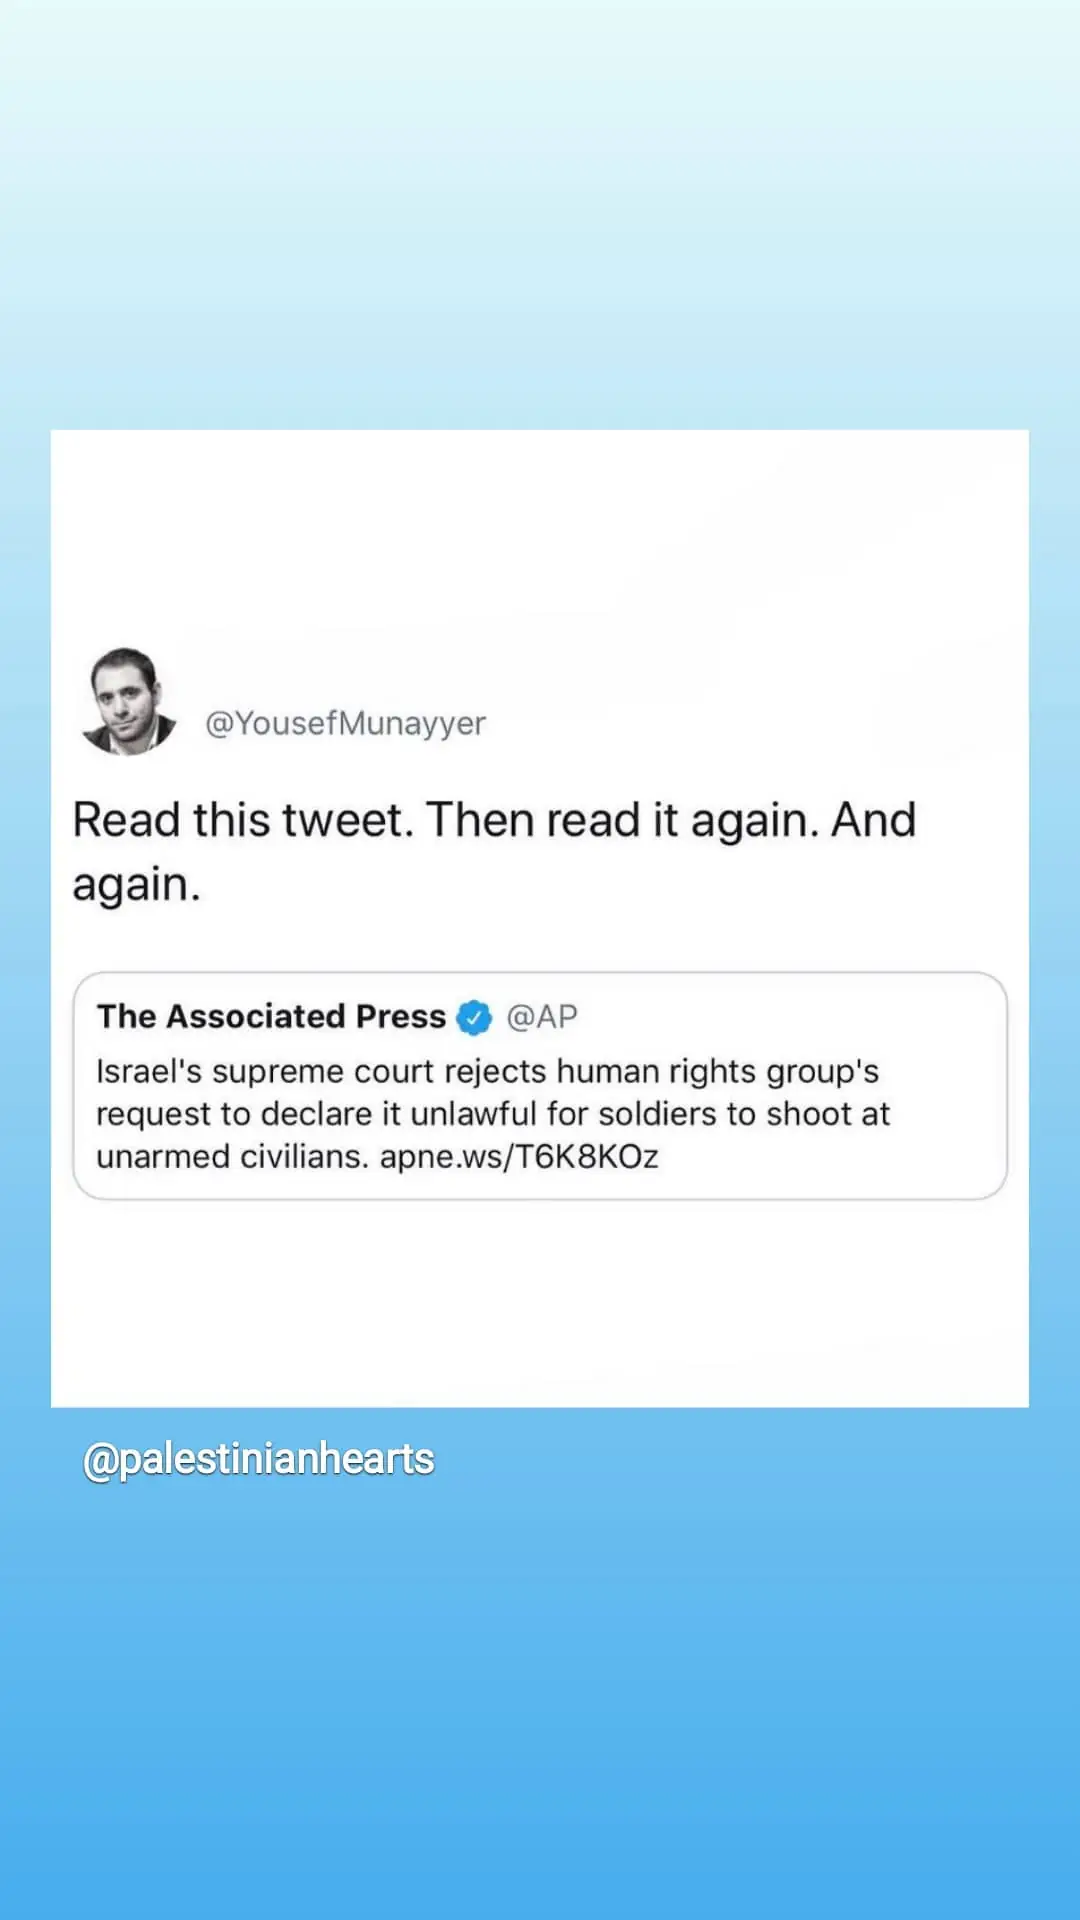 @YousefMunayyer
Read this tweet. Then read it again. And
again.
The Associated Press @AP
Israel's supreme court rejects human rights group's
request to declare it unlawful for soldiers to shoot at
unarmed civilians. apne.ws/T6K8KOz
@palestinianhearts